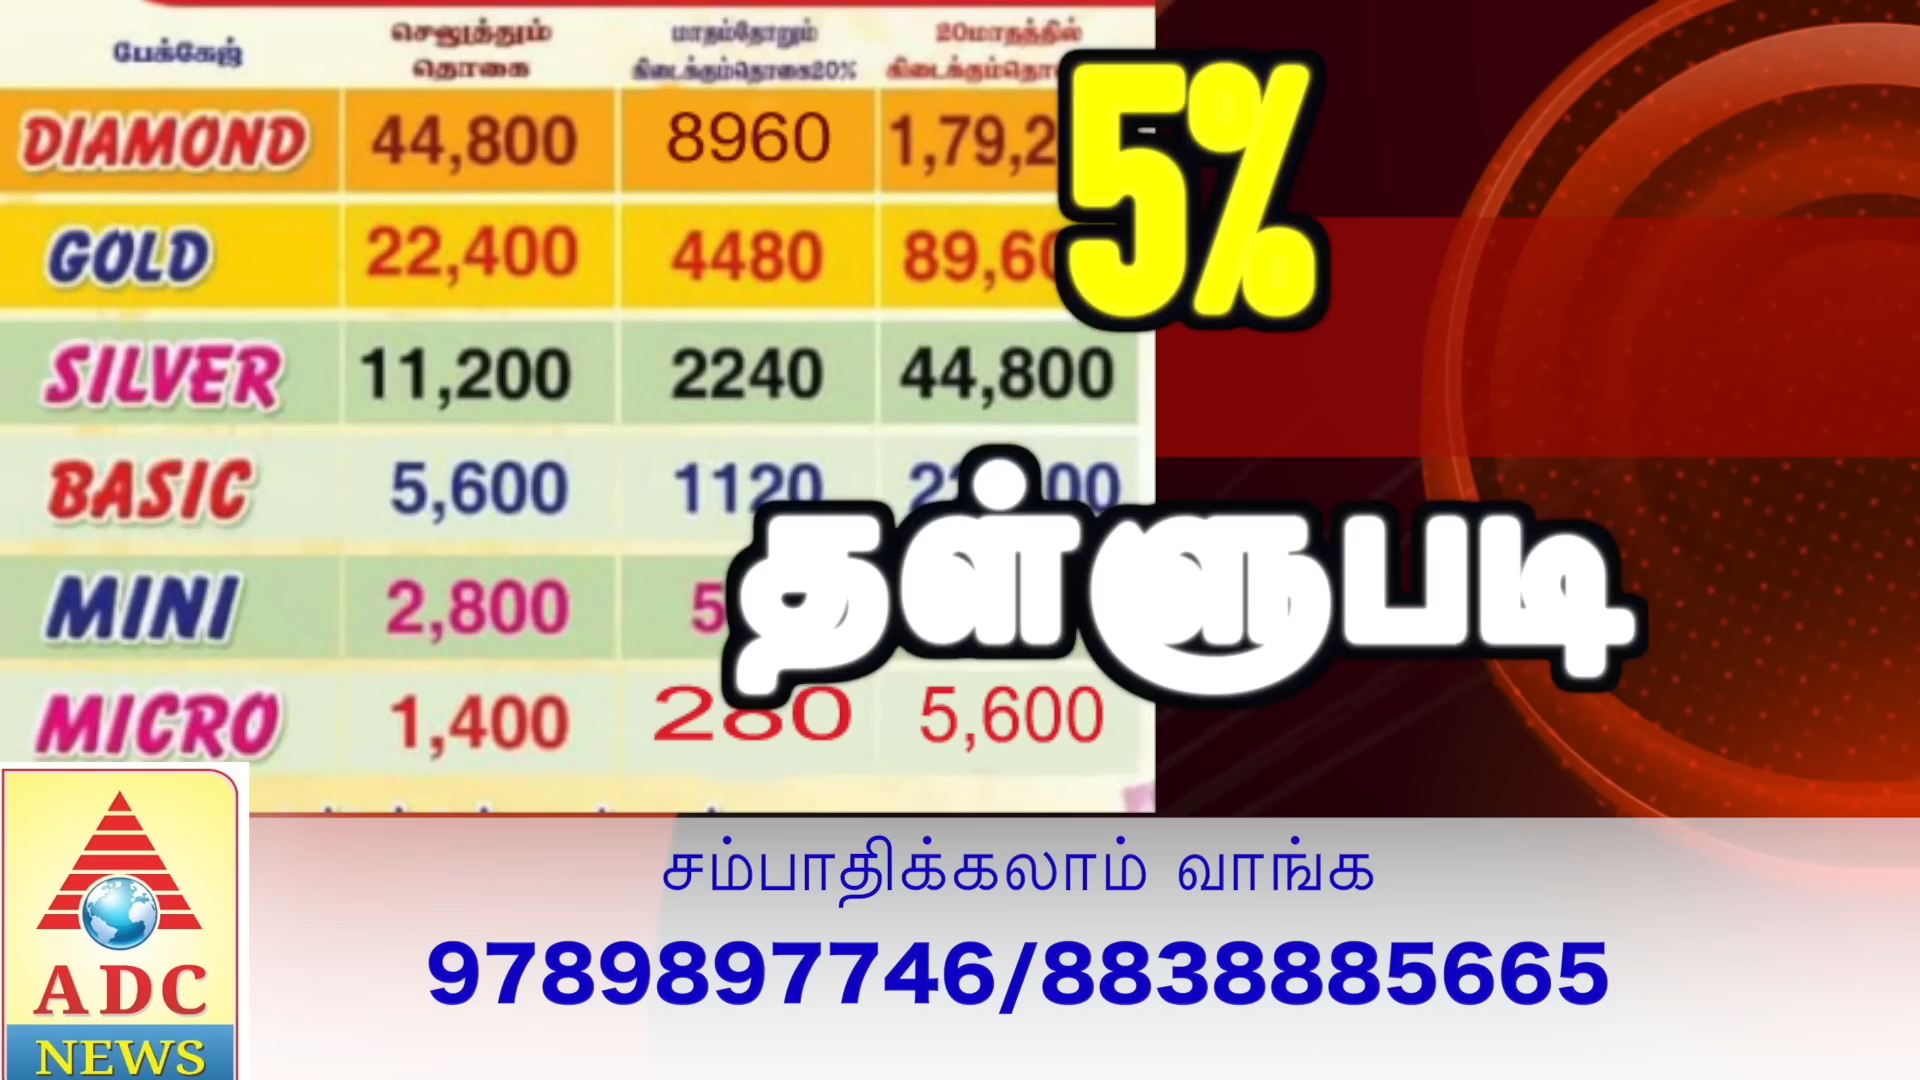 பேக்கேஜ் செலுத்தும் தொகை மாதம்தோறும் கிடைக்கும்தொகை20% 20மாதத்தில்
DIAMOND 44,800 8960
GOLD 22,400 4480
SILVER 11,200 2240 44,800
BASIC 5,600 1120
MINI 2,800
MICRO 1,400 280 5,600
5%
தள்ளுபடி
சம்பாதிக்கலாம் வாங்க
9789897746/8838885665
ADC
NEWS